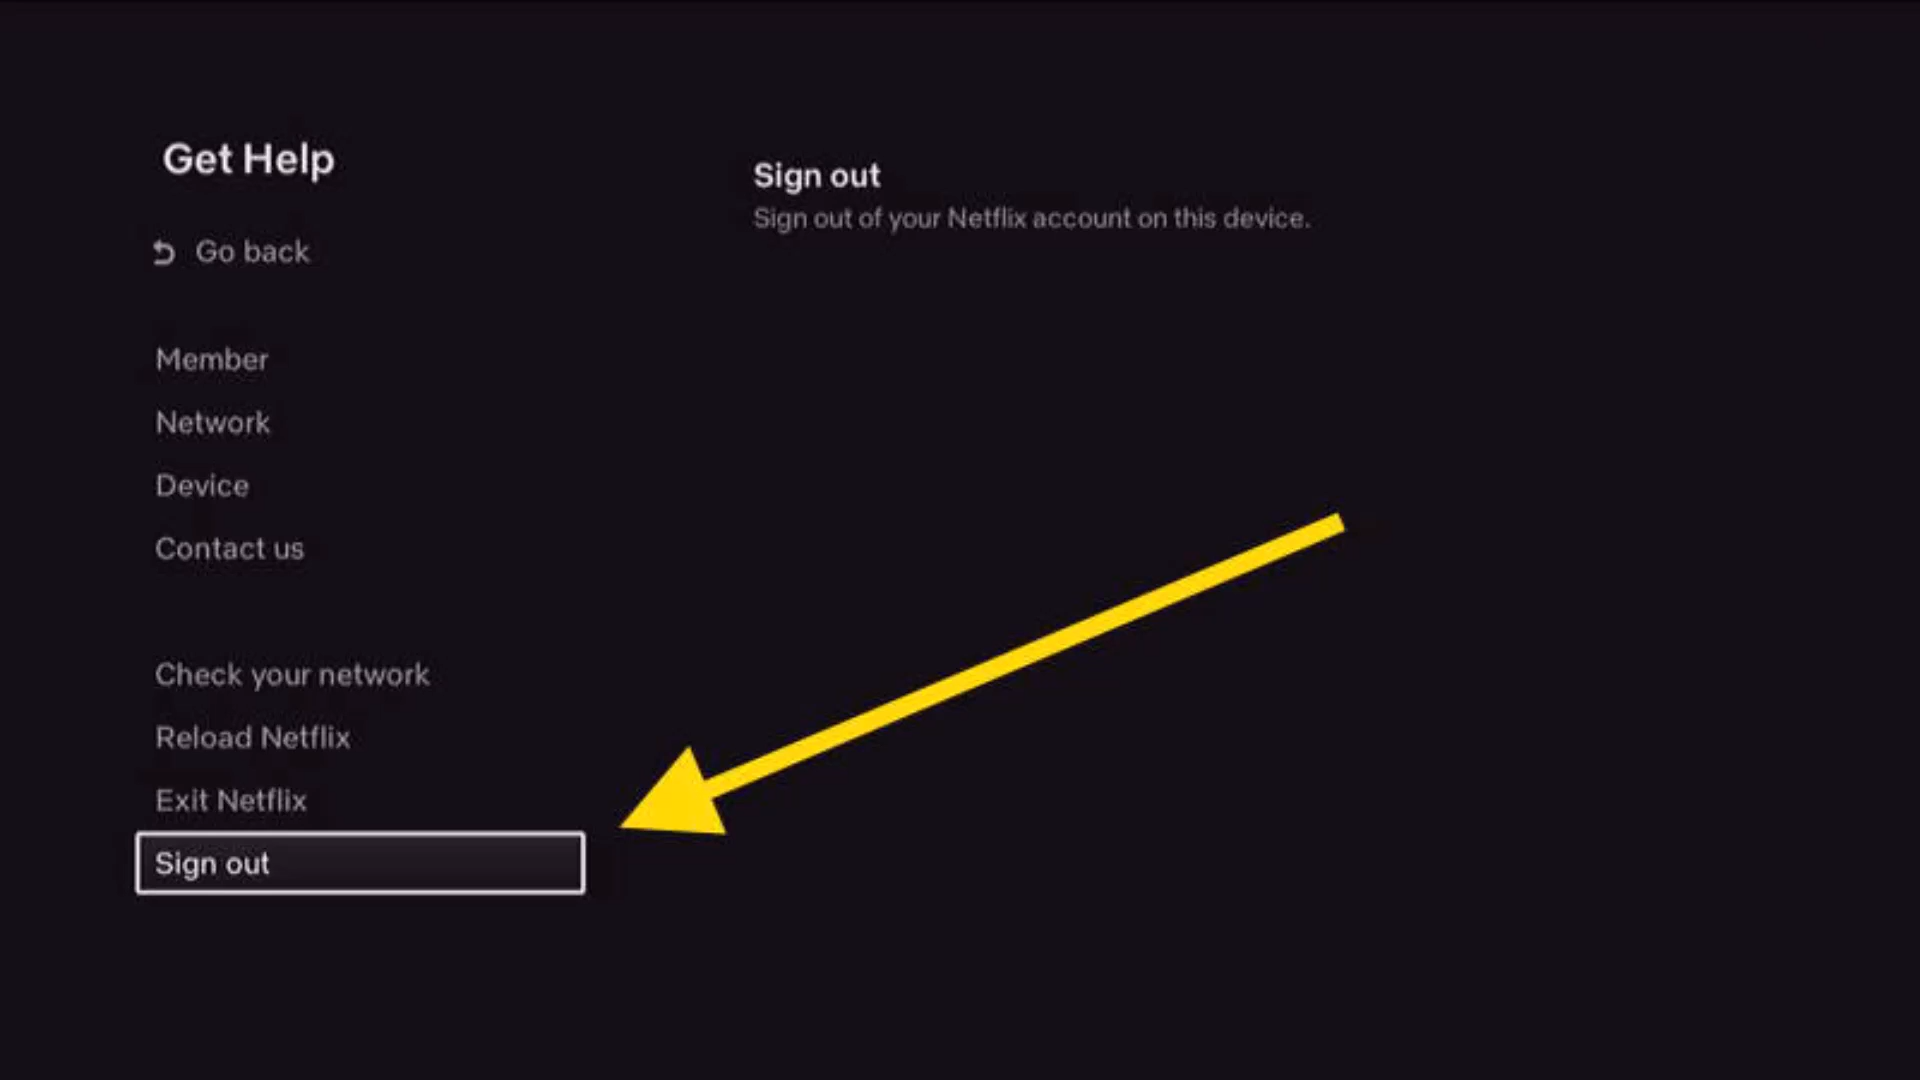 Get Help
Go back
Member
Network
Device
Contact us
Check your network
Reload Netflix
Exit Netflix
Sign out
Sign out
Sign out of your Netflix account on this device.